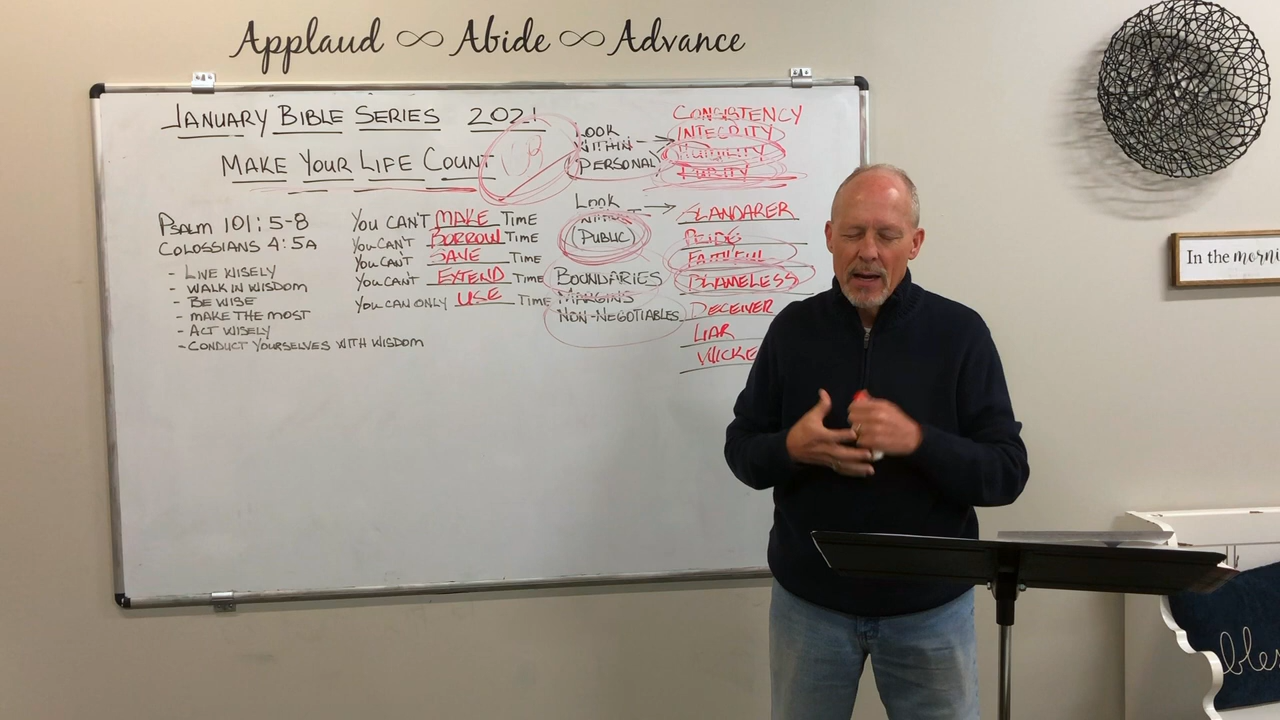 Applaud ∞ Abide ∞ Advance
JANUARY BIBLE SERIES 2021
MAKE YOUR LIFE COUNT
PSALM 101:5-8
COLOSSIANS 4:5A
- LIVE WISELY
- WALK IN WISDOM
- BE WISE
- MAKE THE MOST
- ACT WISELY
- CONDUCT YOURSELVES WITH WISDOM
YOU CAN'T MAKE TIME
YOU CAN'T BORROW TIME
YOU CAN'T SAVE TIME
YOU CAN'T EXTEND TIME
YOU CAN ONLY USE TIME
LOOK
WITHIN
PERSONAL
LOOK
(PUBLIC)
BOUNDARIES
MARGINS
NON-NEGOTIABLES
CONSISTENCY
INTEGRITY
HUMILITY
PURITY
SLANDARER
PRIDE
FAITHFUL
BLAMELESS
DECEIVER
LIAR
WICKE
In the morni
ble